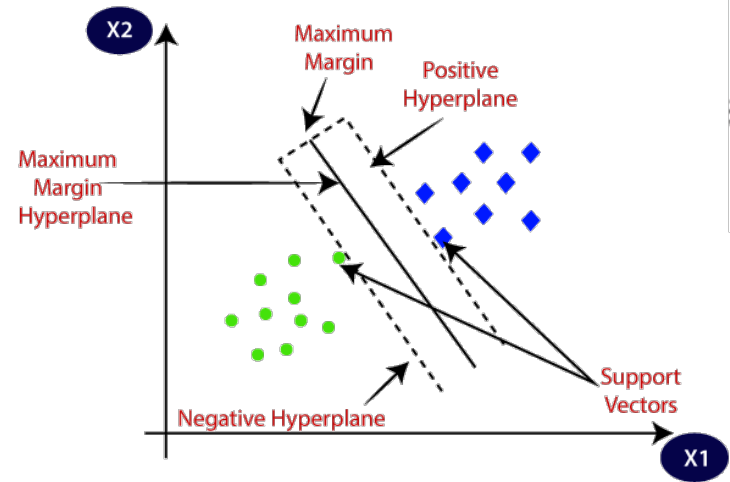 X2
Maximum
Margin
Positive
Hyperplane
Maximum
Margin
Hyperplane
Support
Vectors
Negative Hyperplane
X1